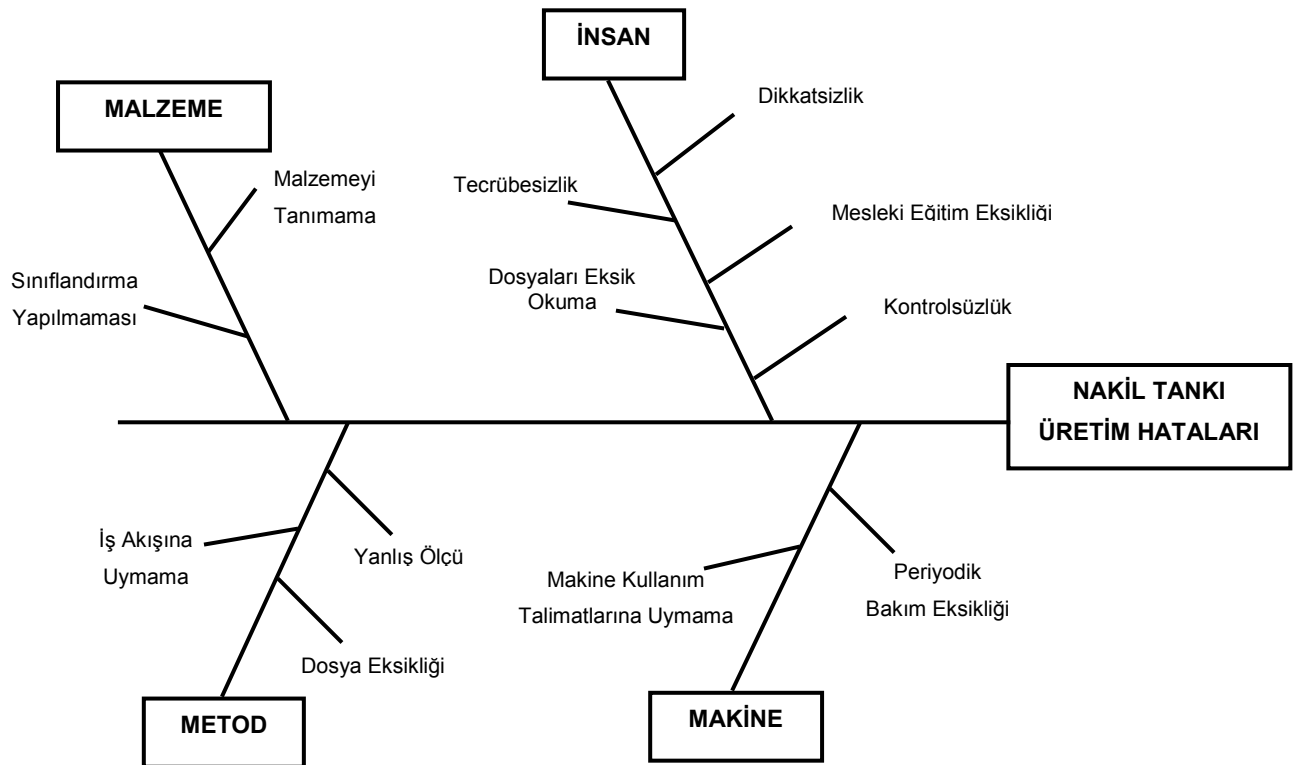 İNSAN
MALZEME
Dikkatsizlik
Malzemeyi
Tanımama
Tecrübesizlik
Mesleki Eğitim Eksikliği
Sınıflandırma
Yapılmaması
Dosyaları Eksik
Okuma
Kontrolsüzlük
NAKİL TANKI
ÜRETİM HATALARI
İş Akışına
Uymama
Yanlış Ölçü
Makine Kullanım
Talimatlarına Uymama
Periyodik
Bakım Eksikliği
Dosya Eksikliği
METOD
MAKİNE